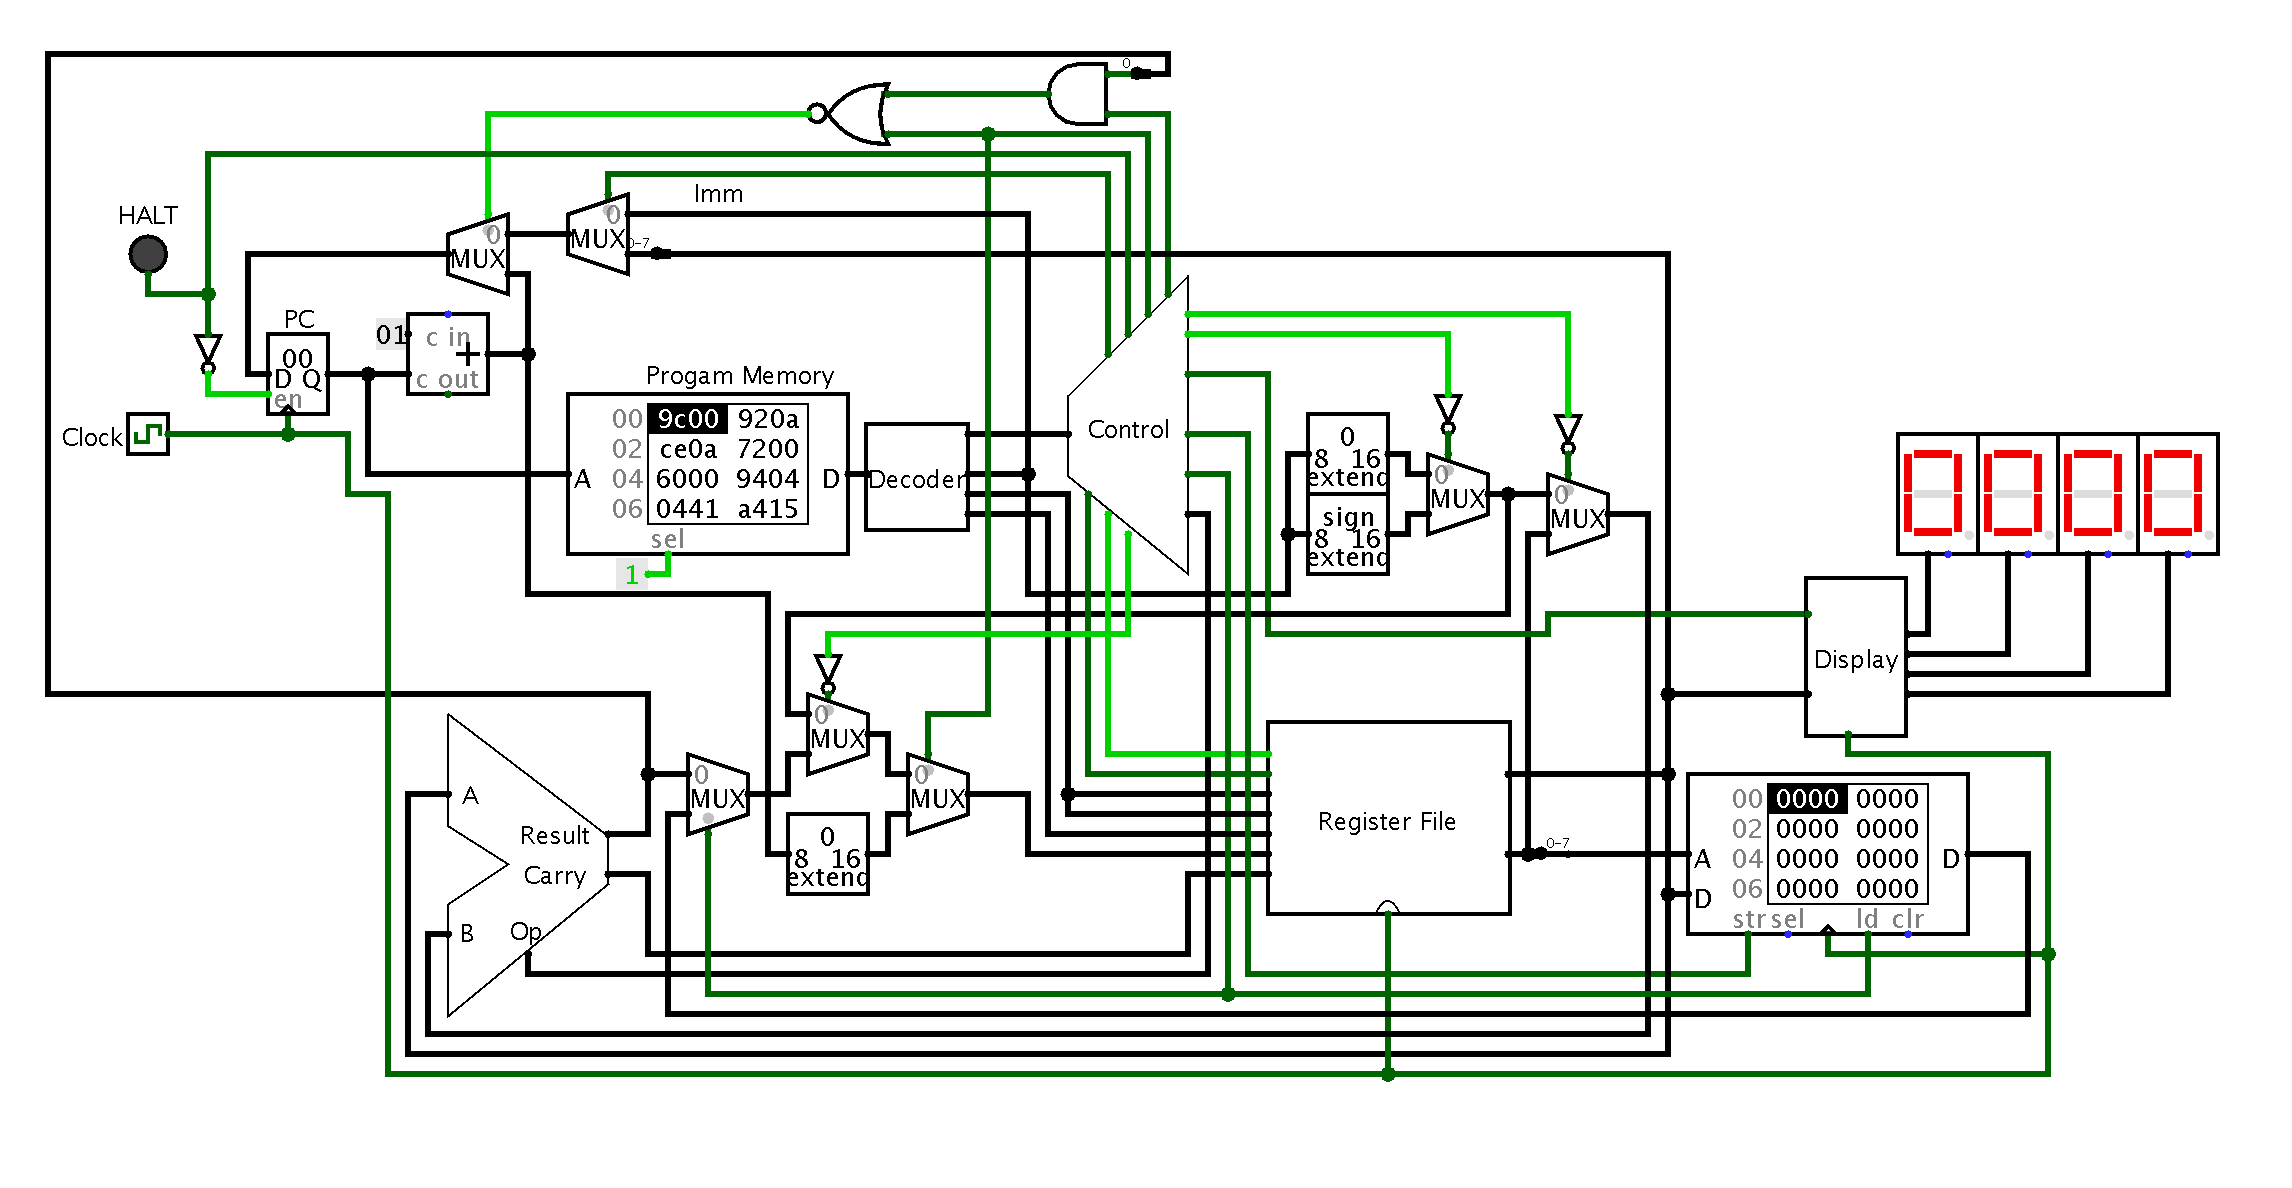 0
Imm
0
MUX
0-7
HALT
0
MUX
PC
00
D Q
en
01
c in
+
c out
Clock
Progam Memory
00 9c00 920a
02 ce0a 7200
04 6000 9404
06 0441 a415
A
D
sel
1
Decoder
Control
0
8 16
extend
sign
8 16
extend
0
MUX
0
MUX
0000
Display
0
MUX
0
MUX
0
MUX
0
8 16
extend
A
B
Result
Carry
Op
Register File
0-7
00 0000 0000
02 0000 0000
04 0000 0000
06 0000 0000
A
D
D
str sel ld clr